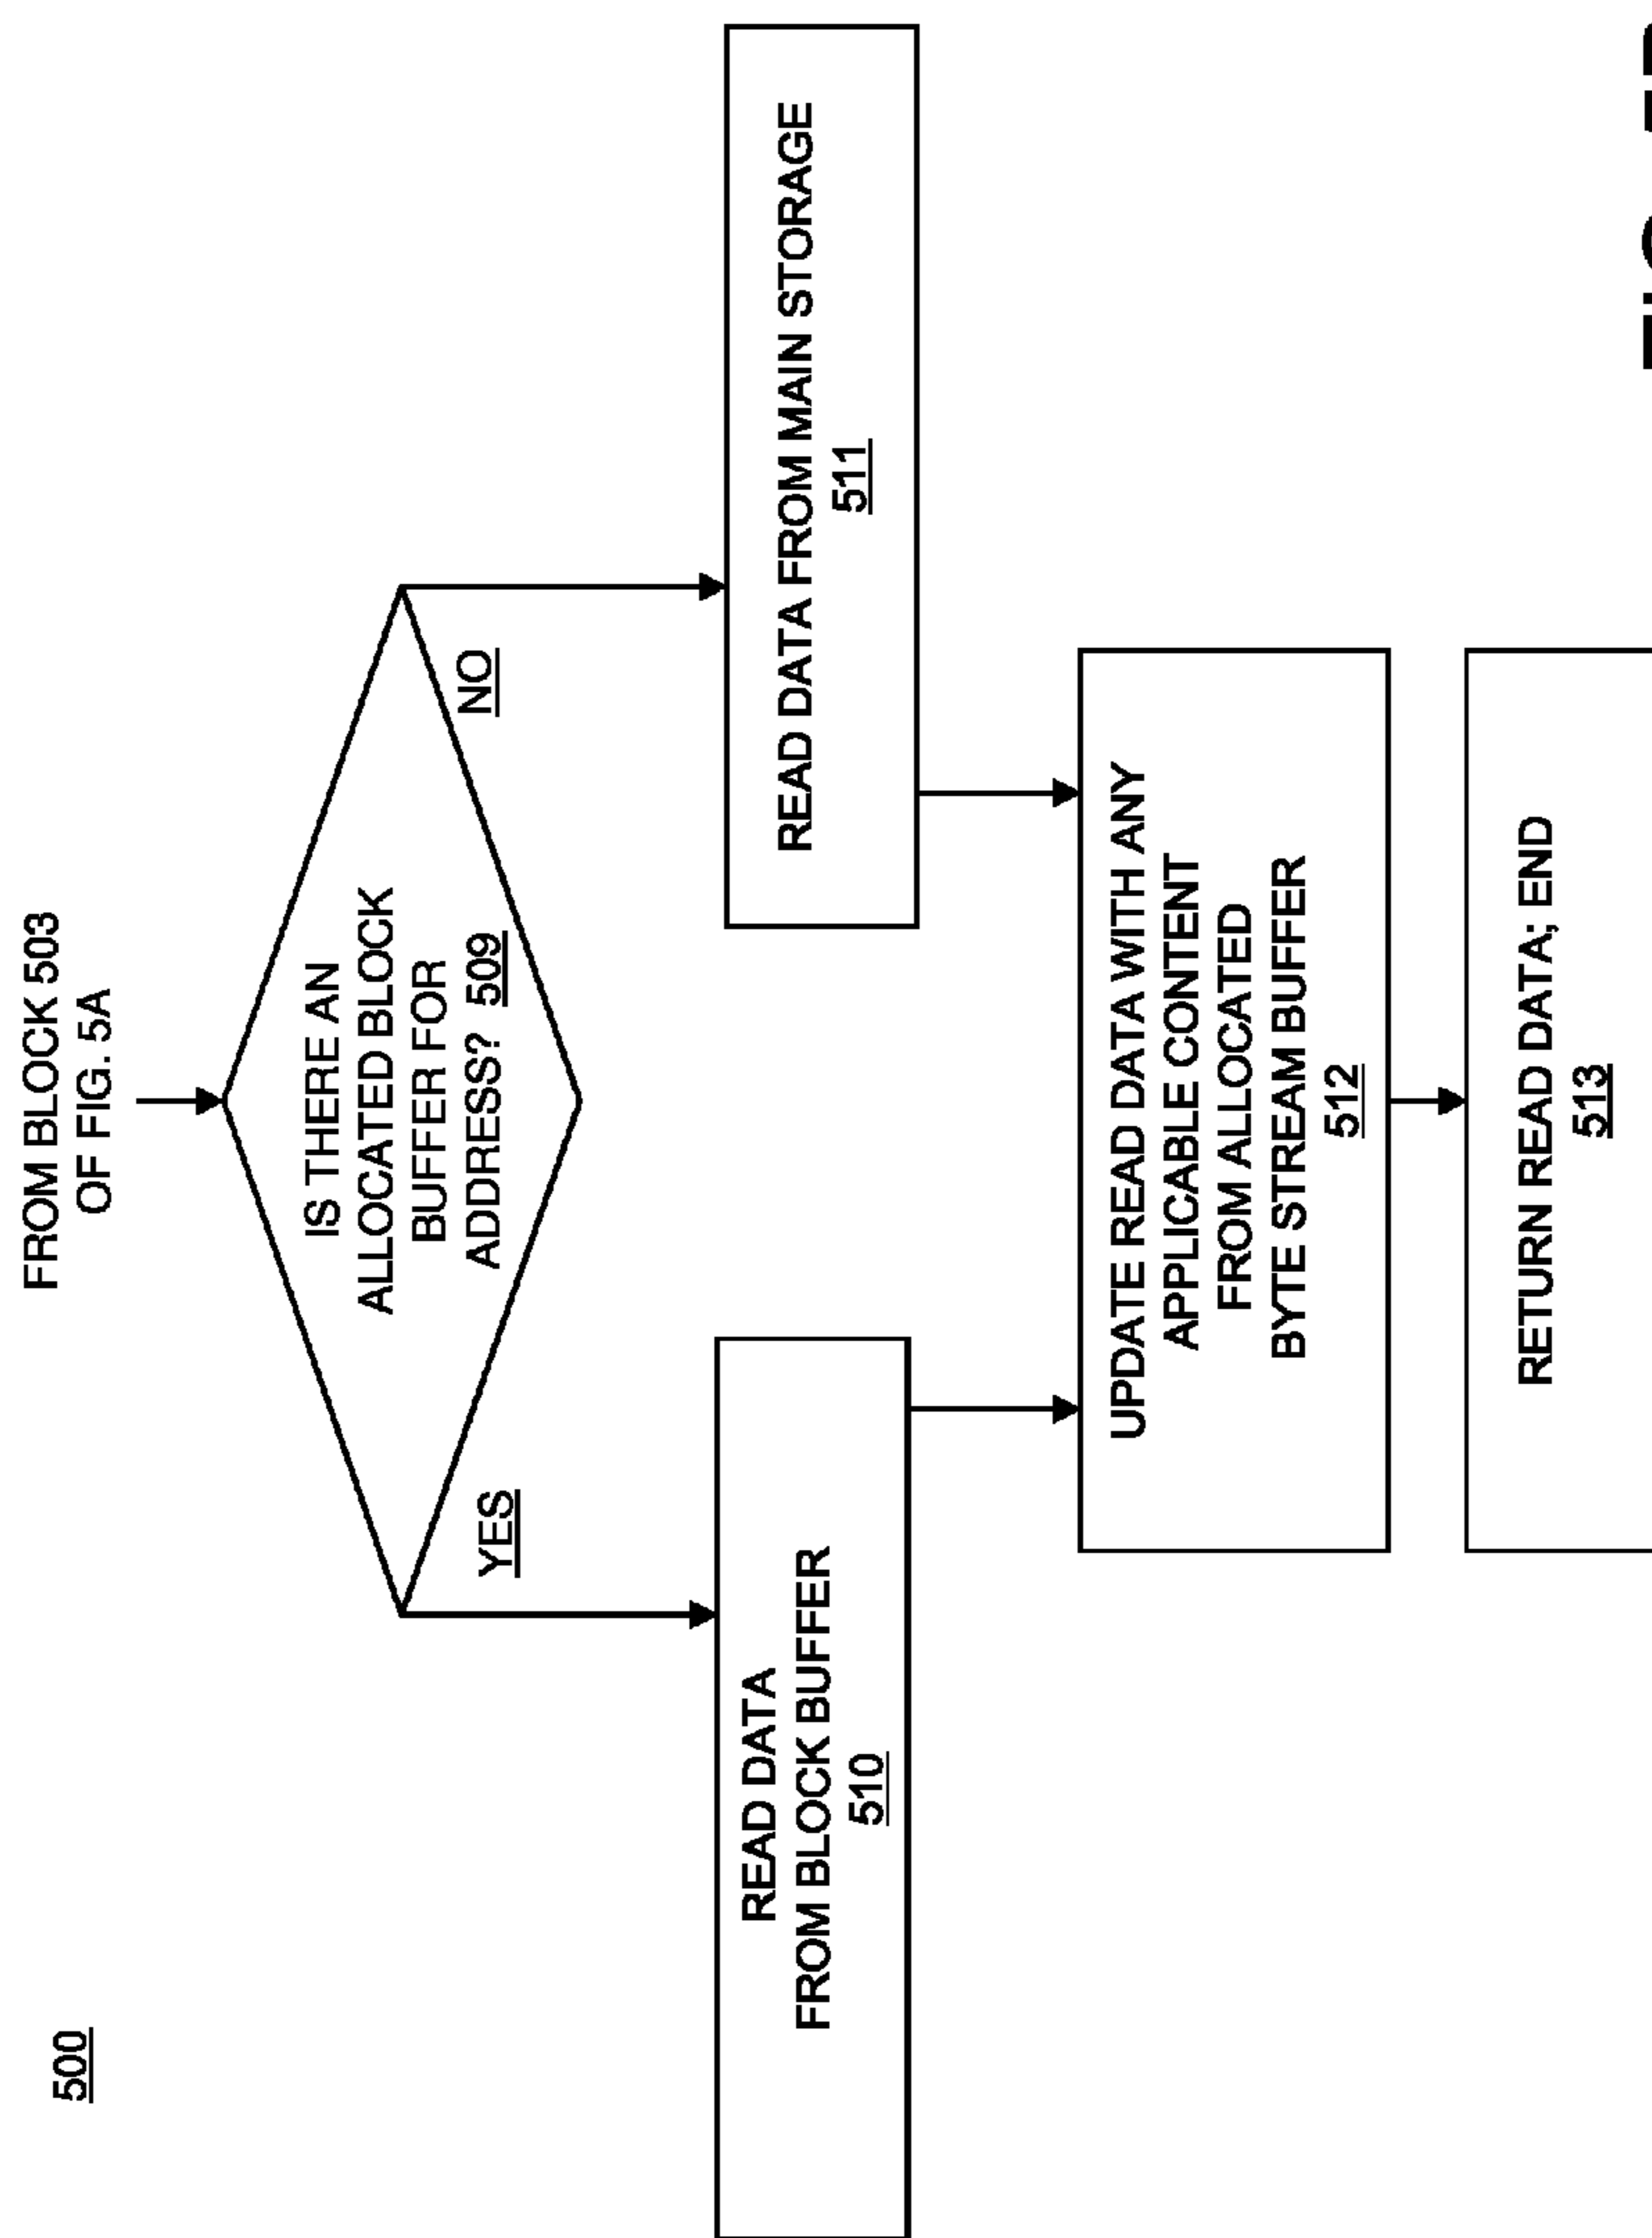 500
FROM BLOCK 503
OF FIG. 5A
IS THERE AN
ALLOCATED BLOCK
BUFFER FOR
ADDRESS? 509
YES
NO
READ DATA
FROM BLOCK BUFFER
510
READ DATA FROM MAIN STORAGE
511
UPDATE READ DATA WITH ANY
APPLICABLE CONTENT
FROM ALLOCATED
BYTE STREAM BUFFER
512
RETURN READ DATA; END
513